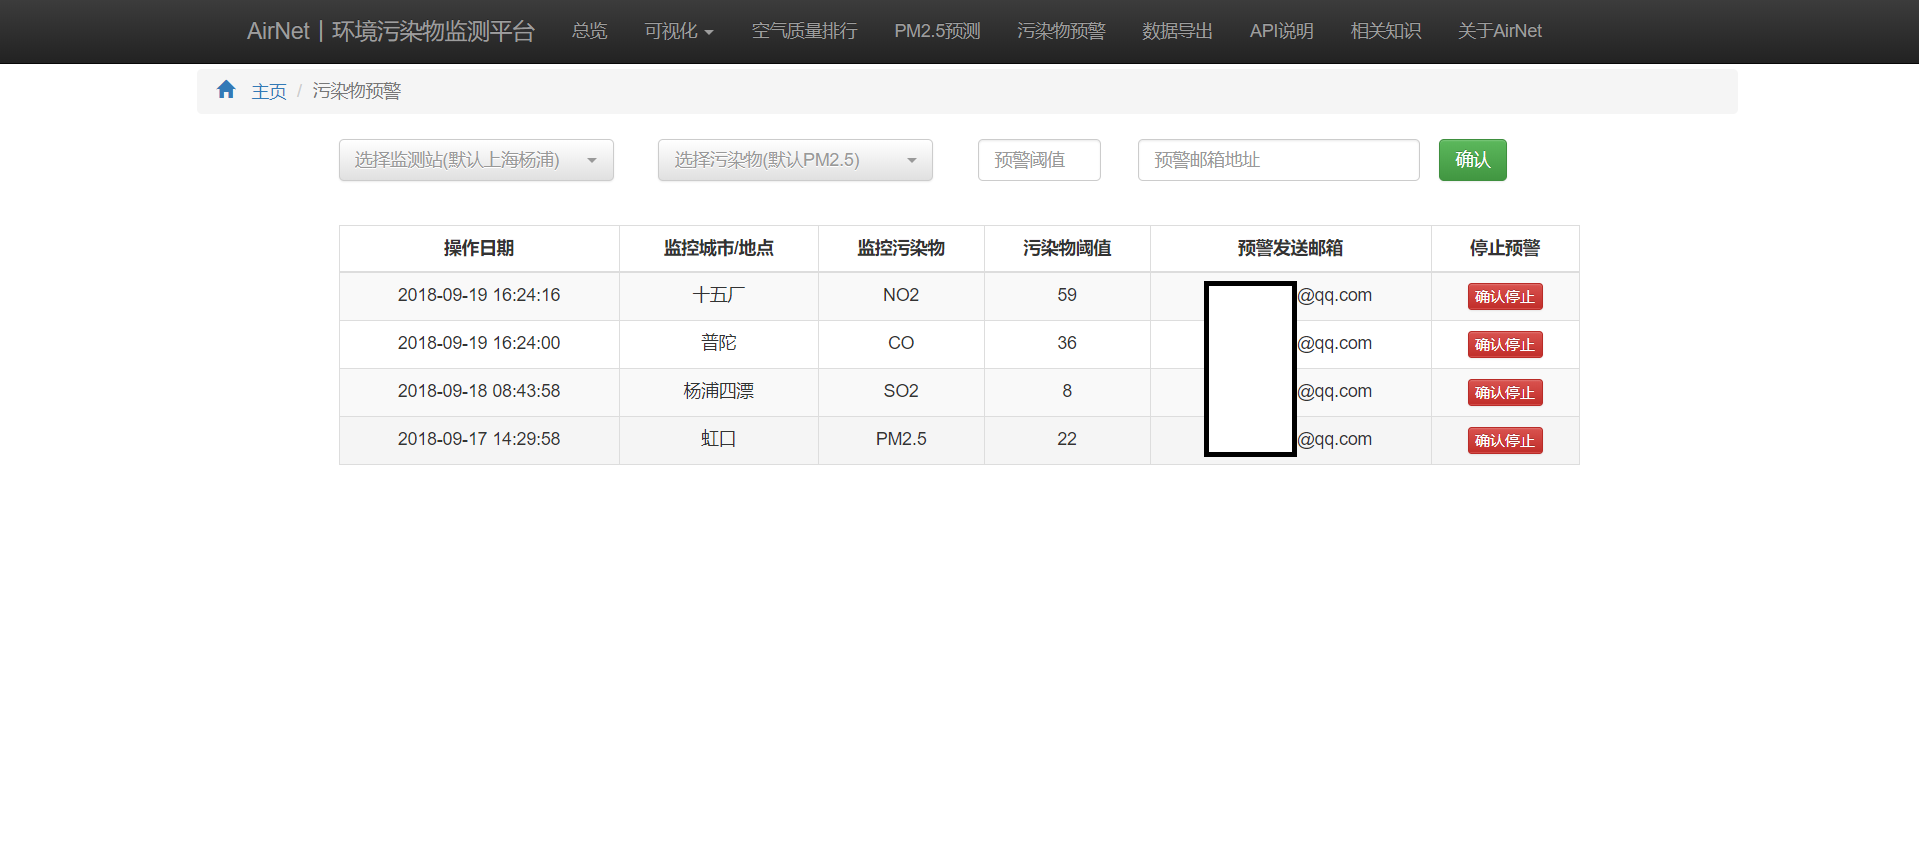 AirNet｜环境污染物监测平台 总览 可视化 空气质量排行 PM2.5预测 污染物预警 数据导出 API说明 相关知识 关于AirNet
主页 / 污染物预警
选择监测站(默认上海杨浦) 选择污染物(默认PM2.5) 预警阈值 预警邮箱地址 确认
操作日期 监控城市/地点 监控污染物 污染物阈值 预警发送邮箱 停止预警
2018-09-19 16:24:16 十五厂 NO2 59 @qq.com 确认停止
2018-09-19 16:24:00 普陀 CO 36 @qq.com 确认停止
2018-09-18 08:43:58 杨浦四漂 SO2 8 @qq.com 确认停止
2018-09-17 14:29:58 虹口 PM2.5 22 @qq.com 确认停止